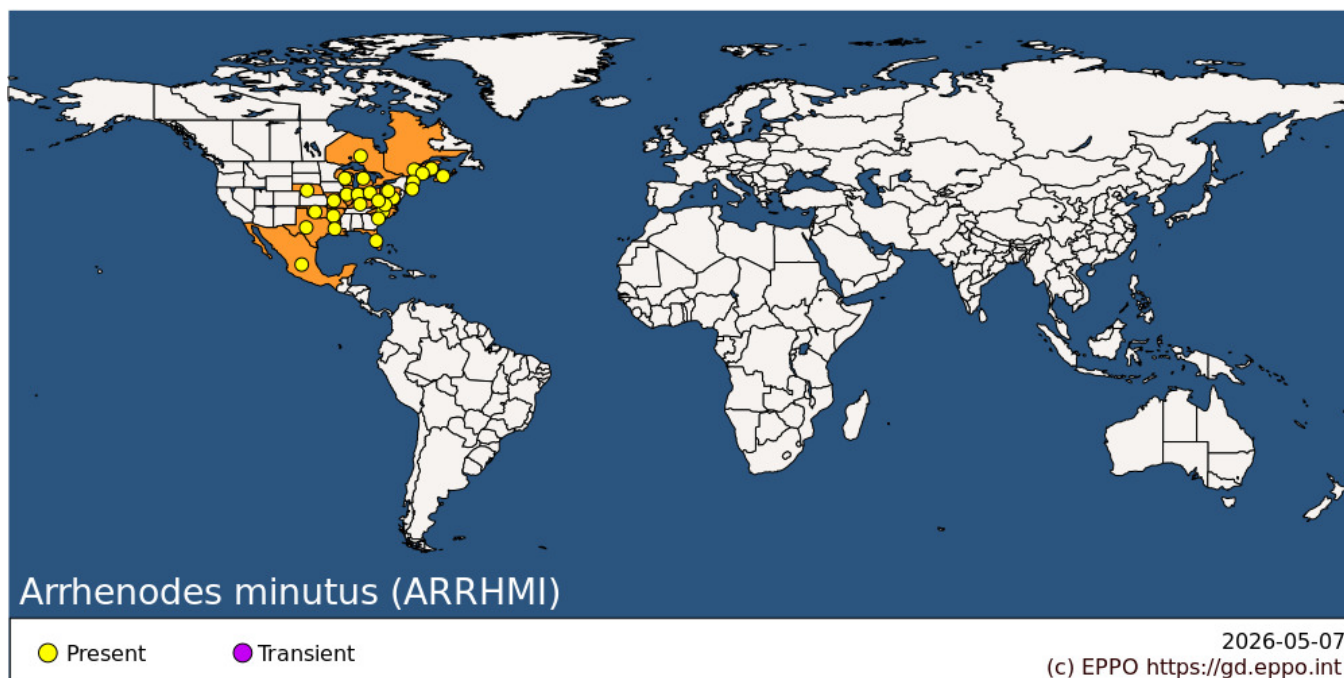 Arrhenodes minutus (ARRHMI)
Present
Transient
2026-05-07
(c) EPPO https://gd.eppo.int